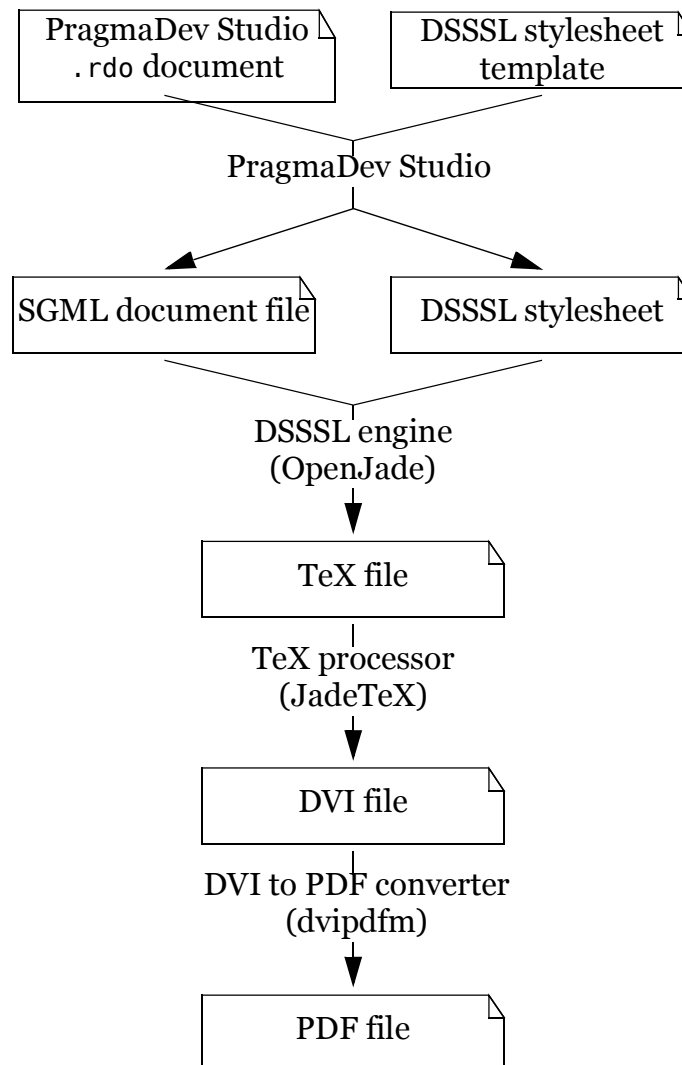 PragmaDev Studio
.rdo document
DSSSL stylesheet
template
PragmaDev Studio
SGML document file
DSSSL stylesheet
DSSSL engine
(OpenJade)
TeX file
TeX processor
(JadeTeX)
DVI file
DVI to PDF converter
(dvipdfm)
PDF file